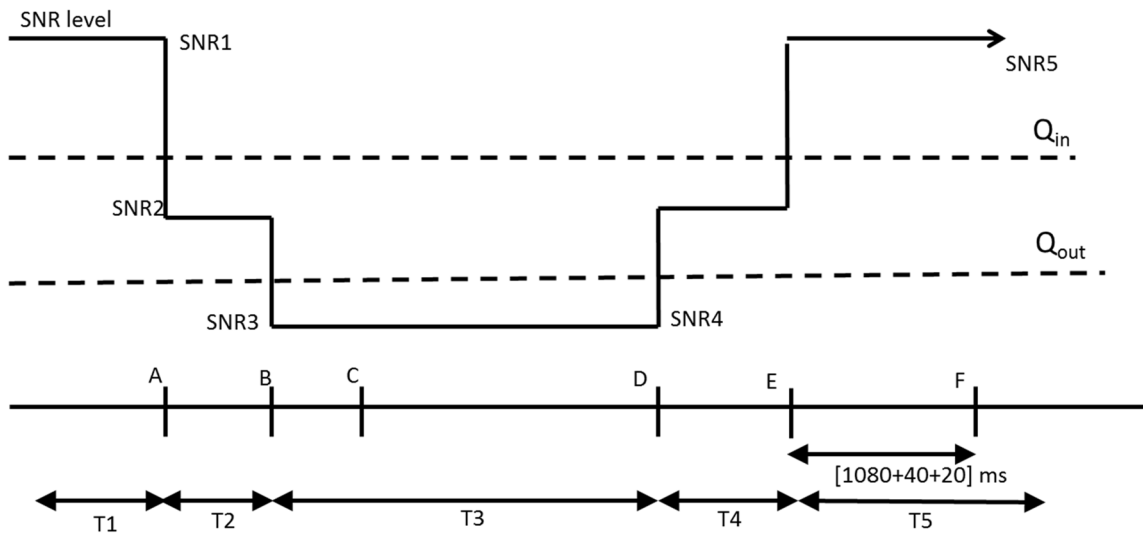 SNR level
SNR1
SNR5
Qin
SNR2
Qout
SNR3
SNR4
A
B
C
D
E
F
[1080+40+20] ms
T1
T2
T3
T4
T5